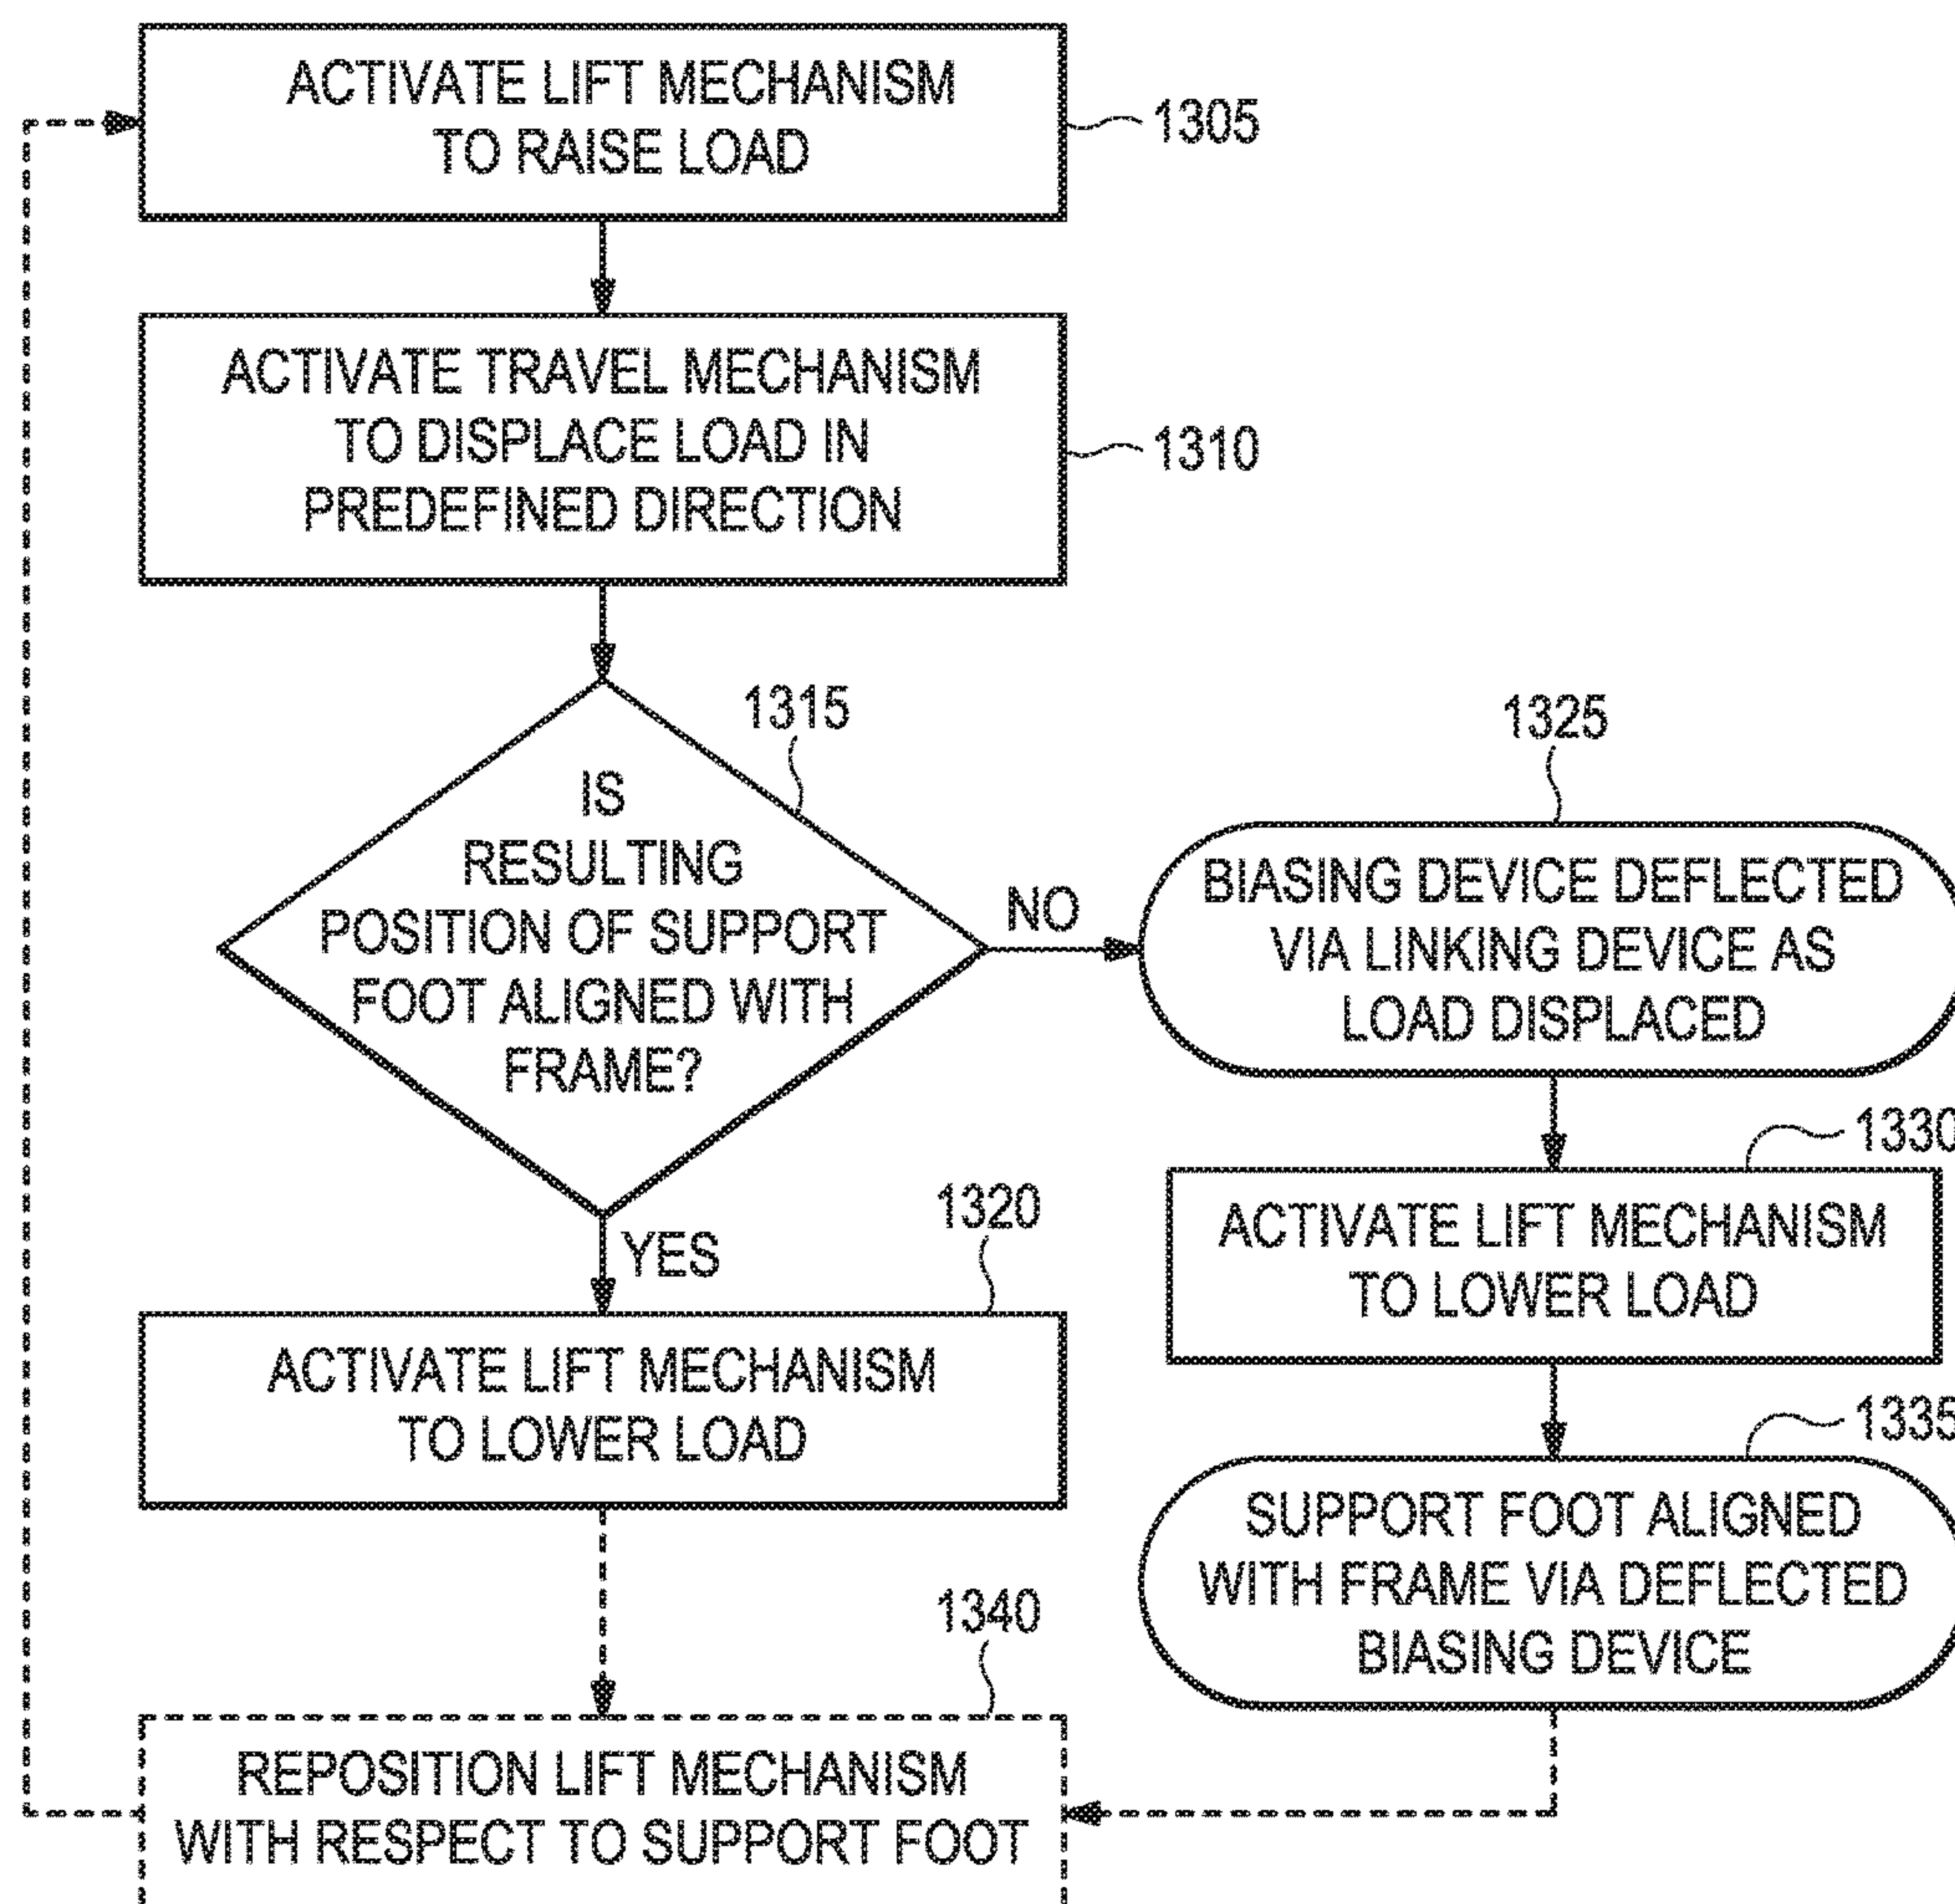 ACTIVATE LIFT MECHANISM
TO RAISE LOAD
1305
ACTIVATE TRAVEL MECHANISM
TO DISPLACE LOAD IN
PREDEFINED DIRECTION
1310
1315
IS
RESULTING
POSITION OF SUPPORT
FOOT ALIGNED WITH
FRAME?
NO
YES
1325
BIASING DEVICE DEFLECTED
VIA LINKING DEVICE AS
LOAD DISPLACED
1330
ACTIVATE LIFT MECHANISM
TO LOWER LOAD
1320
ACTIVATE LIFT MECHANISM
TO LOWER LOAD
1335
SUPPORT FOOT ALIGNED
WITH FRAME VIA DEFLECTED
BIASING DEVICE
1340
REPOSITION LIFT MECHANISM
WITH RESPECT TO SUPPORT FOOT